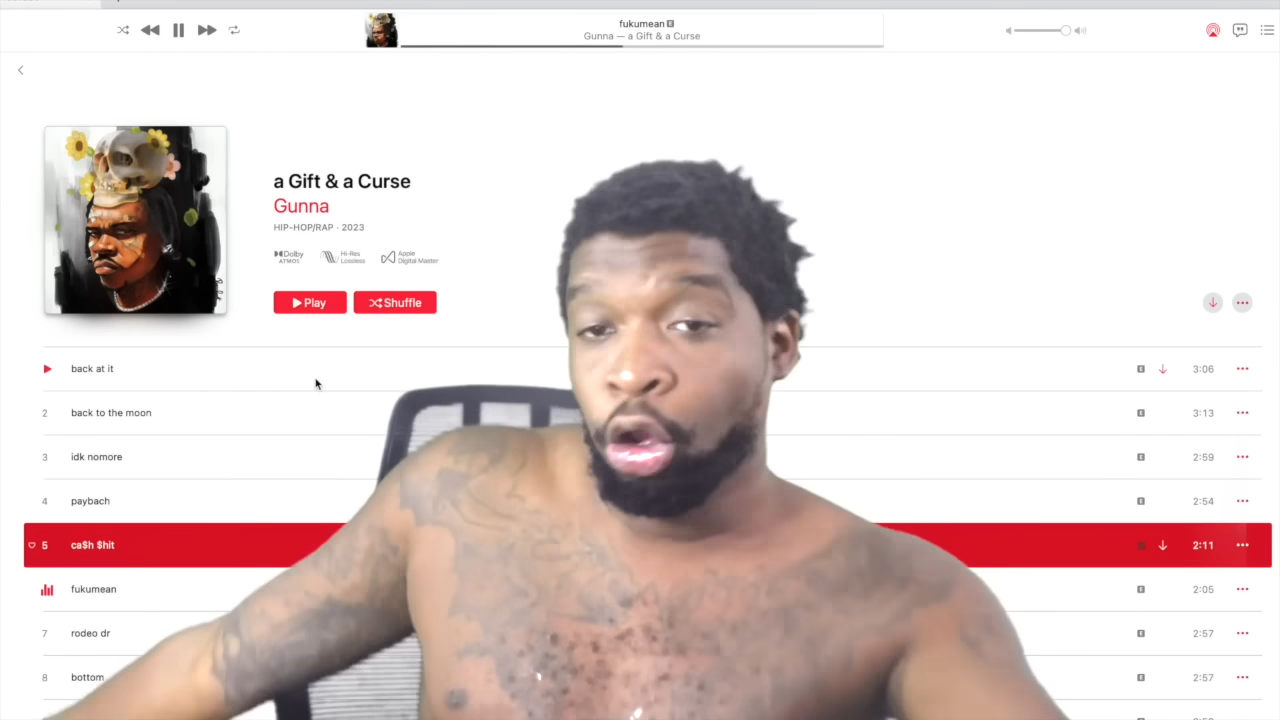 fukumean E
Gunna — a Gift & a Curse
a Gift & a Curse
Gunna
HIP-HOP/RAP · 2023
Dolby ATMOS
Hi-Res Lossless
Apple Digital Master
Play
Shuffle
back at it E 3:06
2 back to the moon E 3:13
3 idk nomore E 2:59
4 paybach E 2:54
5 ca$h $hit 2:11
fukumean E 2:05
7 rodeo dr E 2:57
8 bottom E 2:57